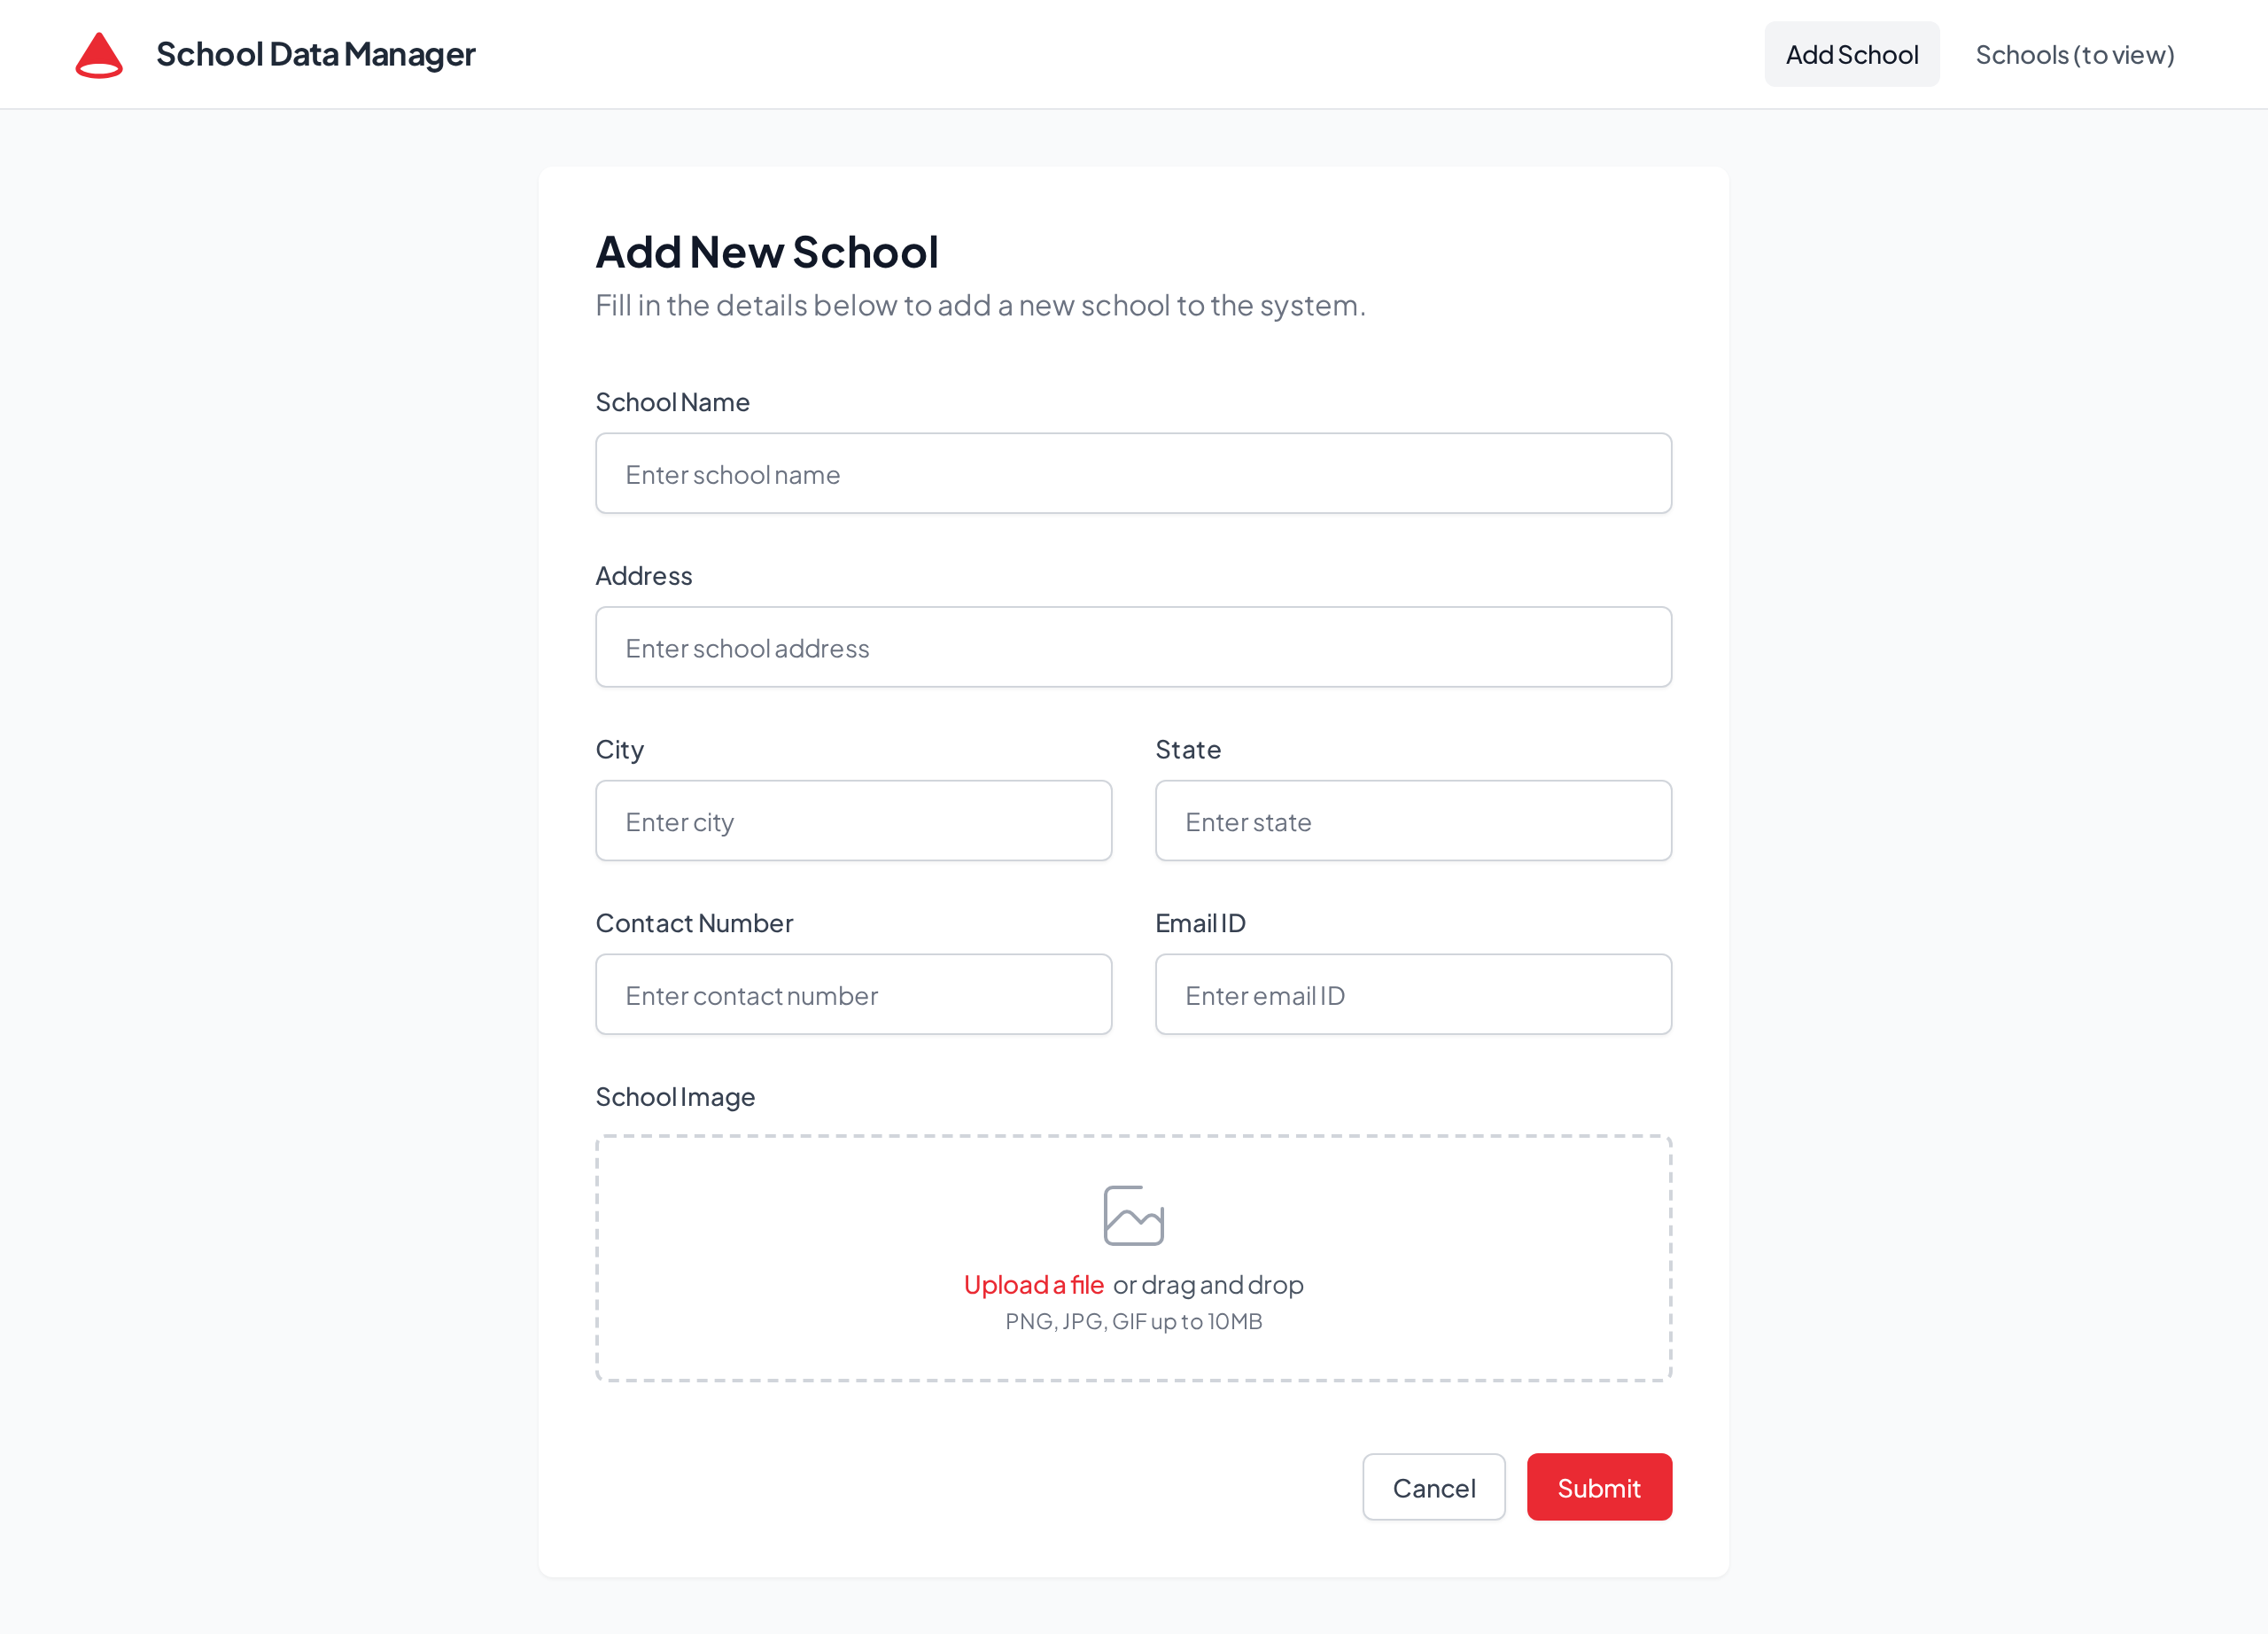 School Data Manager
Add School
Schools (to view)
Add New School
Fill in the details below to add a new school to the system.
School Name
Enter school name
Address
Enter school address
City
State
Enter city
Enter state
Contact Number
Email ID
Enter contact number
Enter email ID
School Image
Upload a file or drag and drop
PNG, JPG, GIF up to 10MB
Cancel
Submit